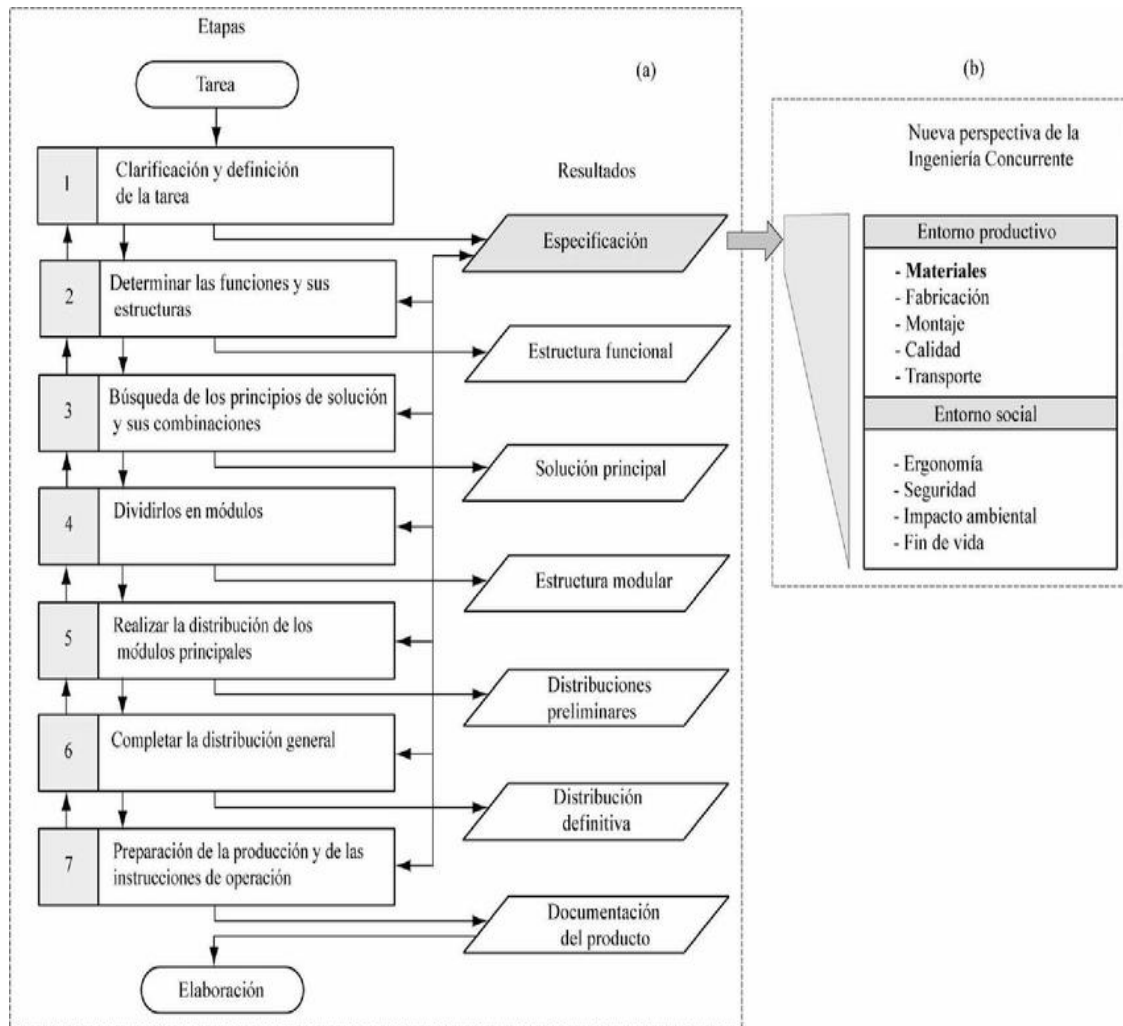 Etapas
(a)
Tarea
1
Clarificación y definición
de la tarea
Resultados
Especificación
2
Determinar las funciones y sus
estructuras
Estructura funcional
3
Búsqueda de los principios de solución
y sus combinaciones
Solución principal
4
Dividirlos en módulos
Estructura modular
5
Realizar la distribución de los
módulos principales
Distribuciones
preliminares
6
Completar la distribución general
Distribución
definitiva
7
Preparación de la producción y de las
instrucciones de operación
Documentación
del producto
Elaboración
(b)
Nueva perspectiva de la
Ingeniería Concurrente
Entorno productivo
- Materiales
- Fabricación
- Montaje
- Calidad
- Transporte
Entorno social
- Ergonomía
- Seguridad
- Impacto ambiental
- Fin de vida